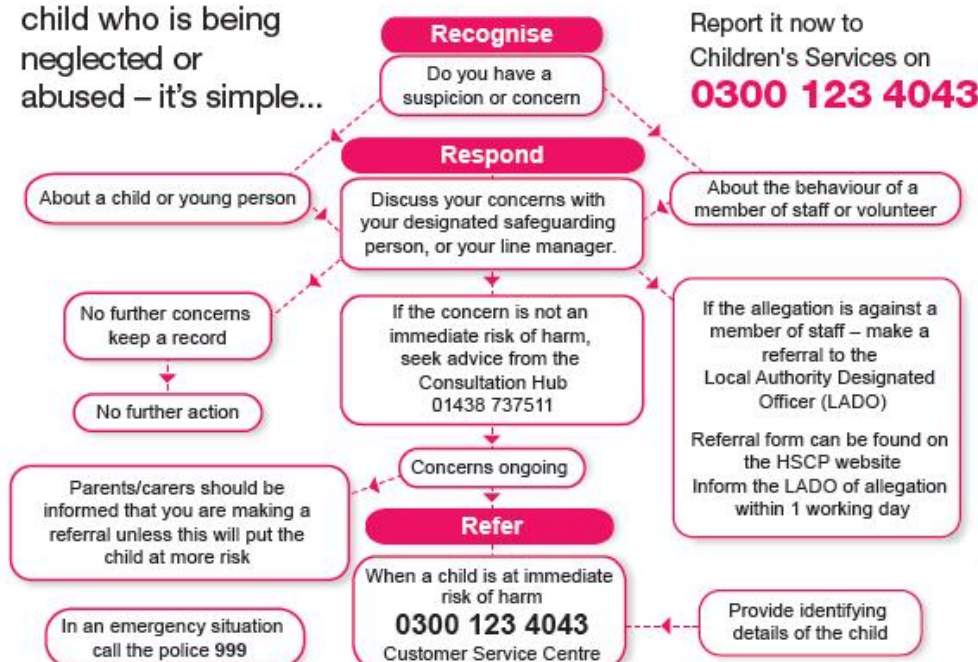 child who is being
neglected or
abused – it's simple...
Report it now to
Children's Services on
0300 123 4043
Recognise
Do you have a
suspicion or concern
Respond
About a child or young person
Discuss your concerns with
your designated safeguarding
person, or your line manager.
About the behaviour of a
member of staff or volunteer
No further concerns
keep a record
No further action
If the concern is not an
immediate risk of harm,
seek advice from the
Consultation Hub
01438 737511
If the allegation is against a
member of staff – make a
referral to the
Local Authority Designated
Officer (LADO)
Referral form can be found on
the HSCP website
Inform the LADO of allegation
within 1 working day
Concerns ongoing
Parents/carers should be
informed that you are making a
referral unless this will put the
child at more risk
Refer
When a child is at immediate
risk of harm
0300 123 4043
Customer Service Centre
Provide identifying
details of the child
In an emergency situation
call the police 999